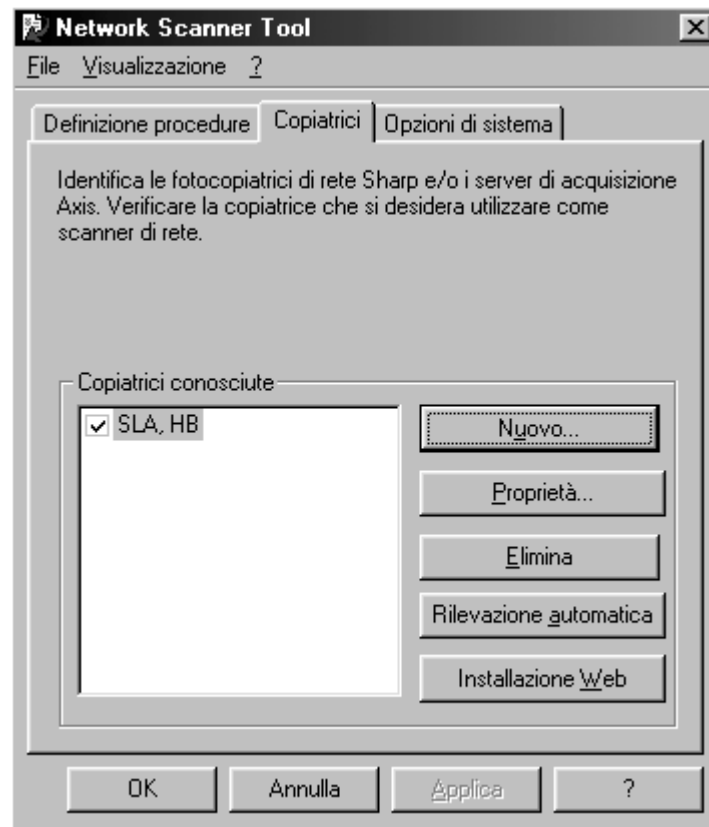 Network Scanner Tool
File Visualizzazione ?
Definizione procedure Copiatrici Opzioni di sistema
Identifica le fotocopiatrici di rete Sharp e/o i server di acquisizione
Axis. Verificare la copiatrice che si desidera utilizzare come
scanner di rete.
Copiatrici conosciute
SLA, HB
Nuovo...
Proprietà...
Elimina
Rilevazione automatica
Installazione Web
OK Annulla Applica ?